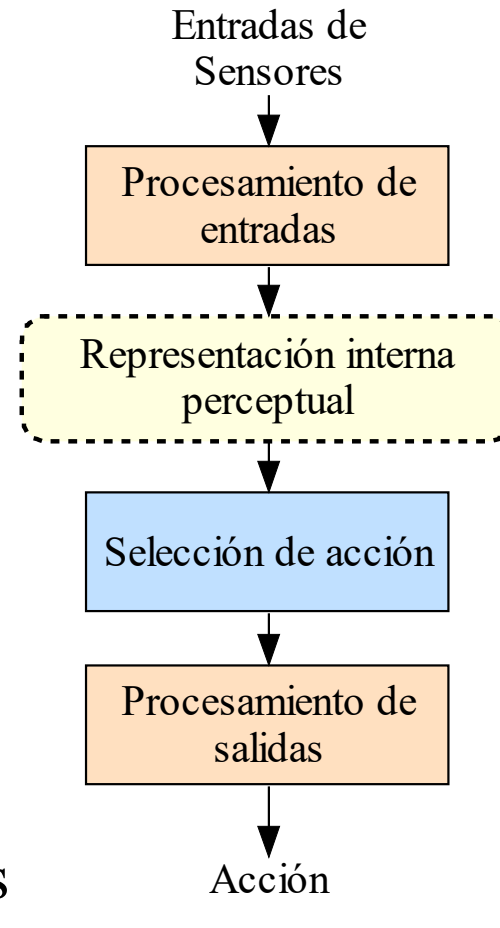 Entradas de
Sensores
Procesamiento de
entradas
Representación interna
perceptual
Selección de acción
Procesamiento de
salidas
s
Acción